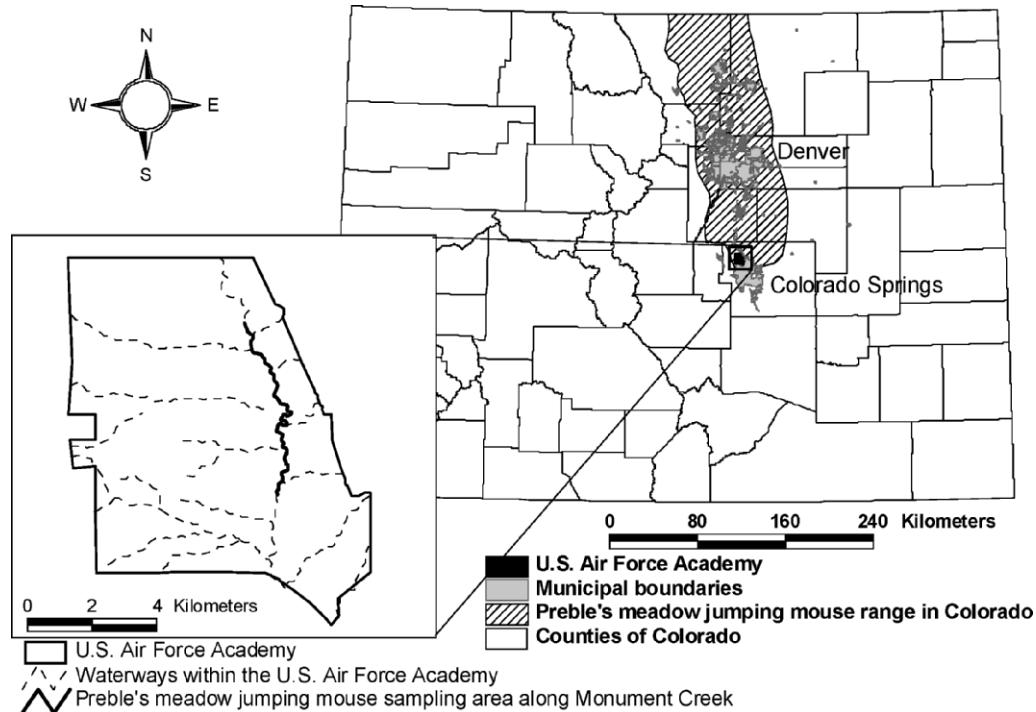 N
W E
S
Denver
Colorado Springs
0 80 160 240 Kilometers
U.S. Air Force Academy
Municipal boundaries
Preble's meadow jumping mouse range in Colorado
Counties of Colorado
0 2 4 Kilometers
U.S. Air Force Academy
Waterways within the U.S. Air Force Academy
Preble's meadow jumping mouse sampling area along Monument Creek